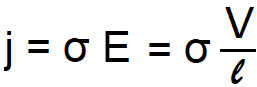 j = σ E = σ V/ℓ